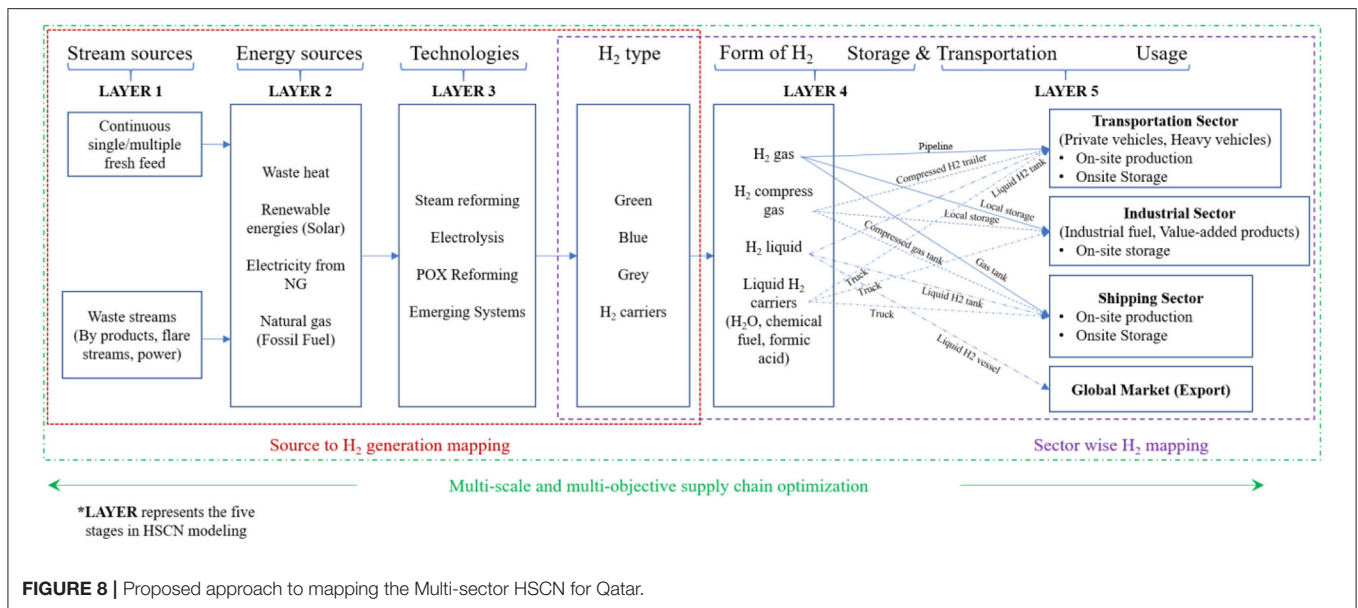 Stream sources
Energy sources
Technologies
H2 type
Form of H2
Storage & Transportation
Usage
LAYER 1
LAYER 2
LAYER 3
LAYER 4
LAYER 5
Continuous
single/multiple
fresh feed
Waste streams
(By products, flare
streams, power)
Waste heat
Renewable
energies (Solar)
Electricity from
NG
Natural gas
(Fossil Fuel)
Steam reforming
Electrolysis
POX Reforming
Emerging Systems
Green
Blue
Grey
H2 carriers
H2 gas
H2 compress
gas
H2 liquid
Liquid H2
carriers
(H2O, chemical
fuel, formic
acid)
Pipeline
Compressed H2 trailer
Liquid H2 tank
Local storage
Local storage
Compressed gas tank
Gas tank
Truck
Truck
Liquid H2 tank
Truck
Liquid H2 vessel
Transportation Sector
(Private vehicles, Heavy vehicles)
• On-site production
• Onsite Storage
Industrial Sector
(Industrial fuel, Value-added products)
• On-site storage
Shipping Sector
• On-site production
• Onsite Storage
Global Market (Export)
Source to H2 generation mapping
Sector wise H2 mapping
Multi-scale and multi-objective supply chain optimization
*LAYER represents the five
stages in HSCN modeling
FIGURE 8 | Proposed approach to mapping the Multi-sector HSCN for Qatar.